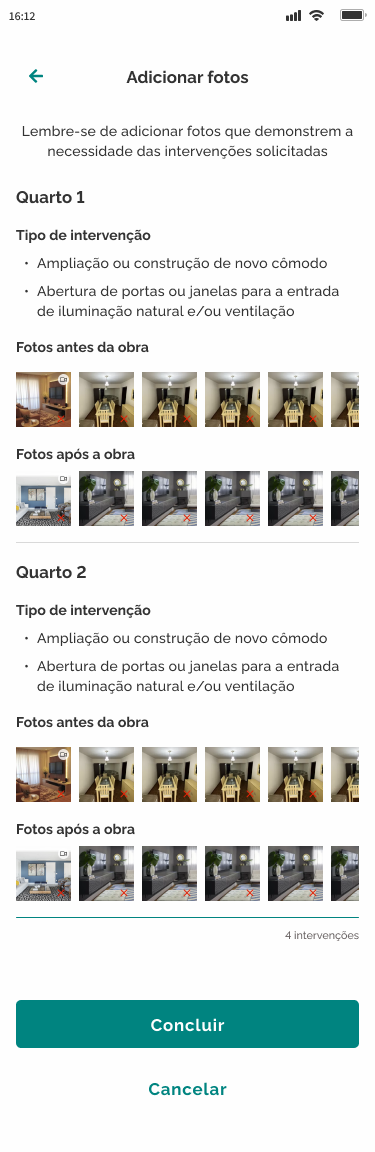 16:12
Adicionar fotos
Lembre-se de adicionar fotos que demonstrem a
necessidade das intervenções solicitadas
Quarto 1
Tipo de intervenção
• Ampliação ou construção de novo cômodo
• Abertura de portas ou janelas para a entrada
de iluminação natural e/ou ventilação
Fotos antes da obra
Fotos após a obra
Quarto 2
Tipo de intervenção
• Ampliação ou construção de novo cômodo
• Abertura de portas ou janelas para a entrada
de iluminação natural e/ou ventilação
Fotos antes da obra
Fotos após a obra
4 intervenções
Concluir
Cancelar